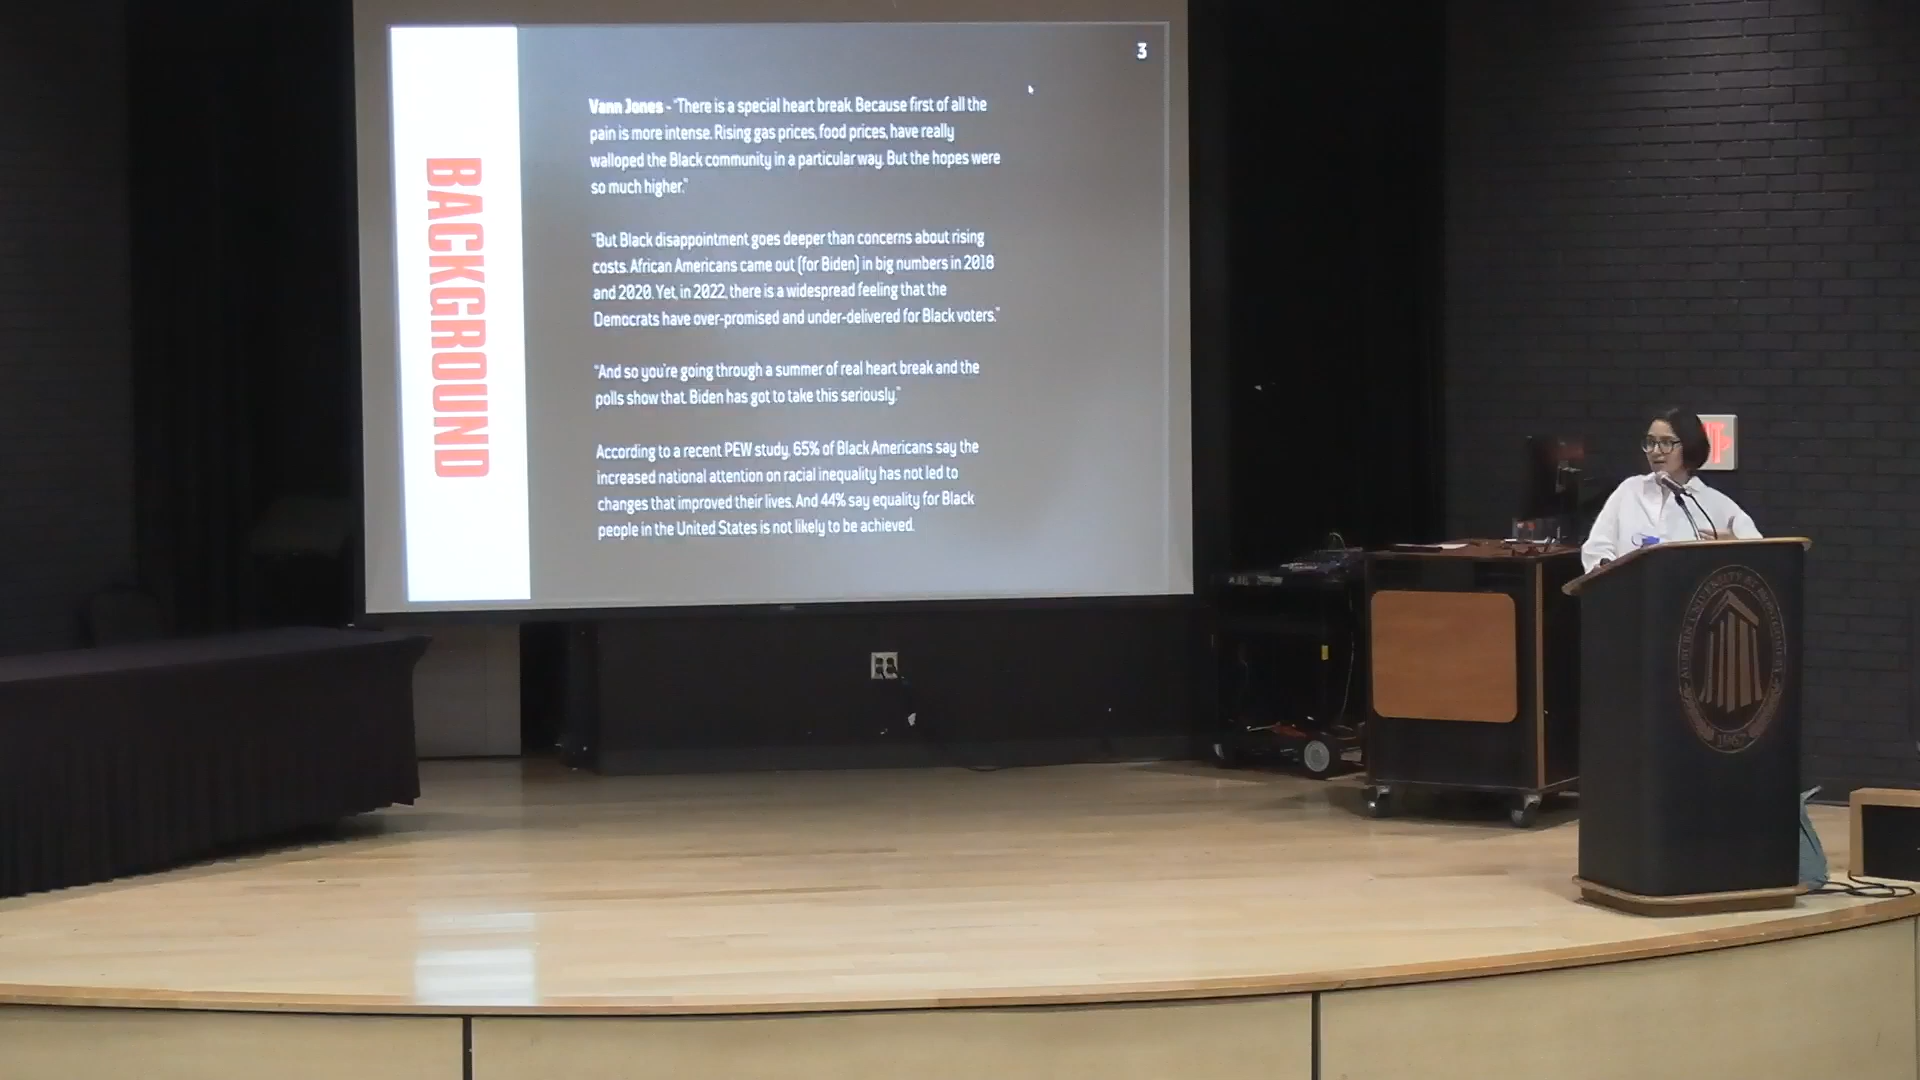 3
BACKGROUND
Vann Jones - "There is a special heart break. Because first of all the
pain is more intense. Rising gas prices, food prices, have really
walloped the Black community in a particular way. But the hopes were
so much higher."
"But Black disappointment goes deeper than concerns about rising
costs. African Americans came out (for Biden) in big numbers in 2018
and 2020. Yet, in 2022, there is a widespread feeling that the
Democrats have over-promised and under-delivered for Black voters."
"And so you're going through a summer of real heart break and the
polls show that. Biden has got to take this seriously."
According to a recent PEW study, 65% of Black Americans say the
increased national attention on racial inequality has not led to
changes that improved their lives. And 44% say equality for Black
people in the United States is not likely to be achieved.
AUBURN UNIVERSITY AT MONTGOMERY
1967